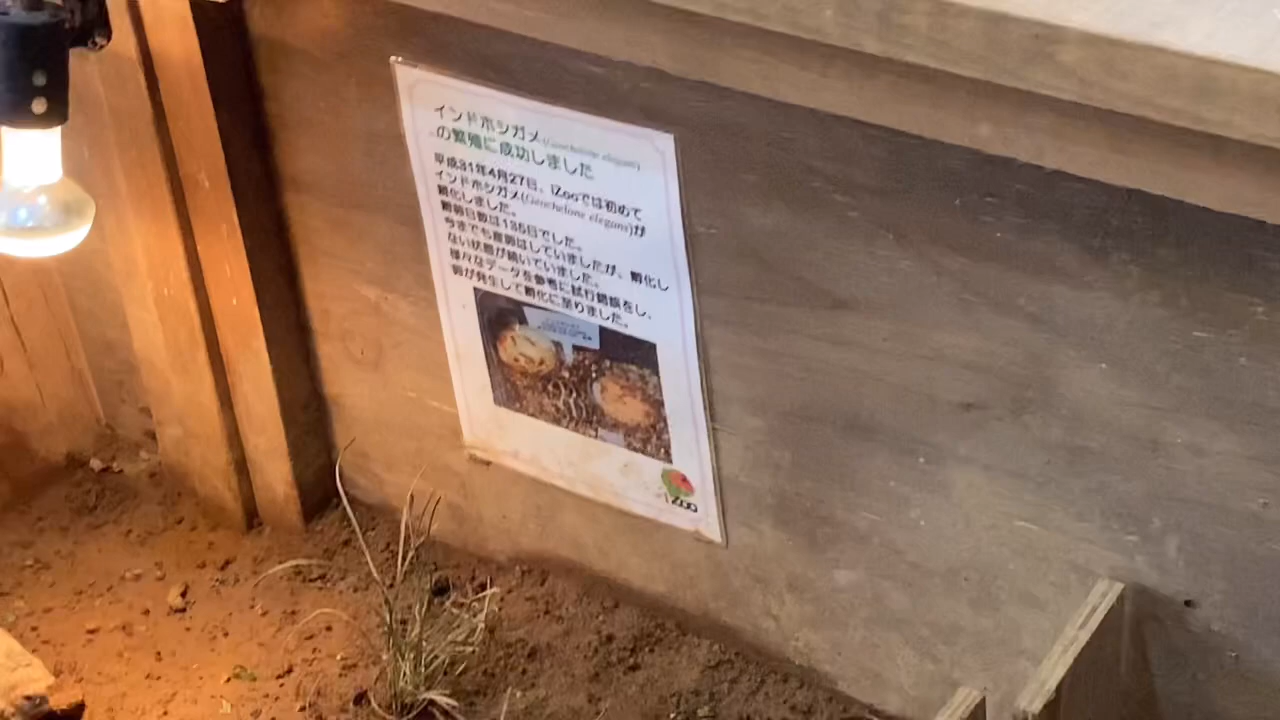 インドホシガメ(Geochelone elegans)
の繁殖に成功しました
平成31年4月27日、iZooでは初めて
インドホシガメ(Geochelone elegans)が
孵化しました。
孵卵日数は135日でした。
今までも産卵はしていましたが、孵化し
ない状態が続いていました。
様々なデータを参考に試行錯誤をし、
卵が発生して孵化に至りました。
iZoo